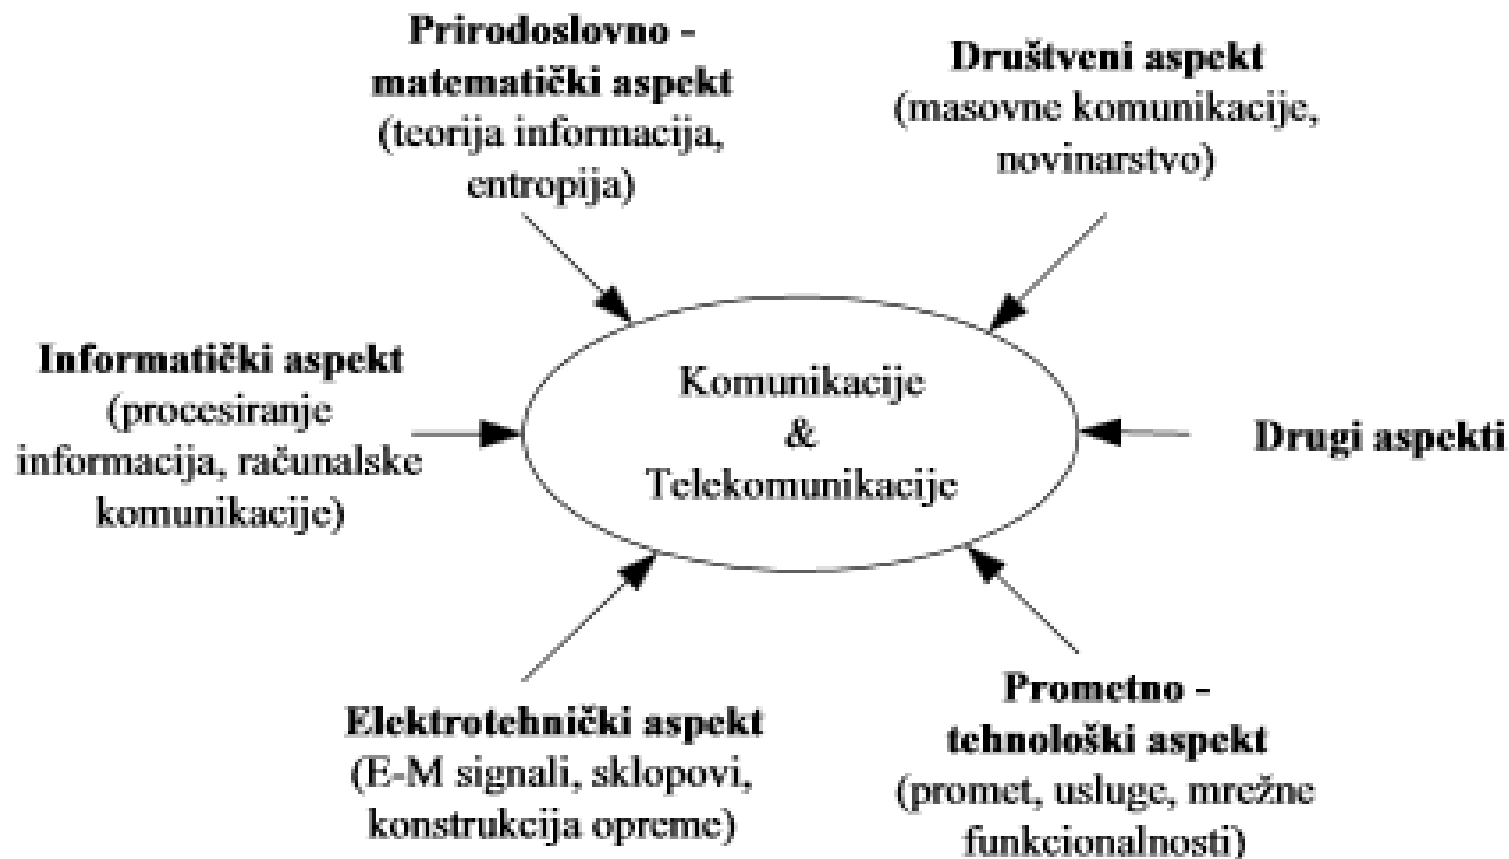 Prirodoslovno -
matematički aspekt
(teorija informacija,
entropija)
Društveni aspekt
(masovne komunikacije,
novinarstvo)
Informatički aspekt
(procesiranje
informacija, računalske
komunikacije)
Komunikacije
&
Telekomunikacije
Drugi aspekti
Elektrotehnički aspekt
(E-M signali, sklopovi,
konstrukcija opreme)
Prometno -
tehnološki aspekt
(promet, usluge, mrežne
funkcionalnosti)